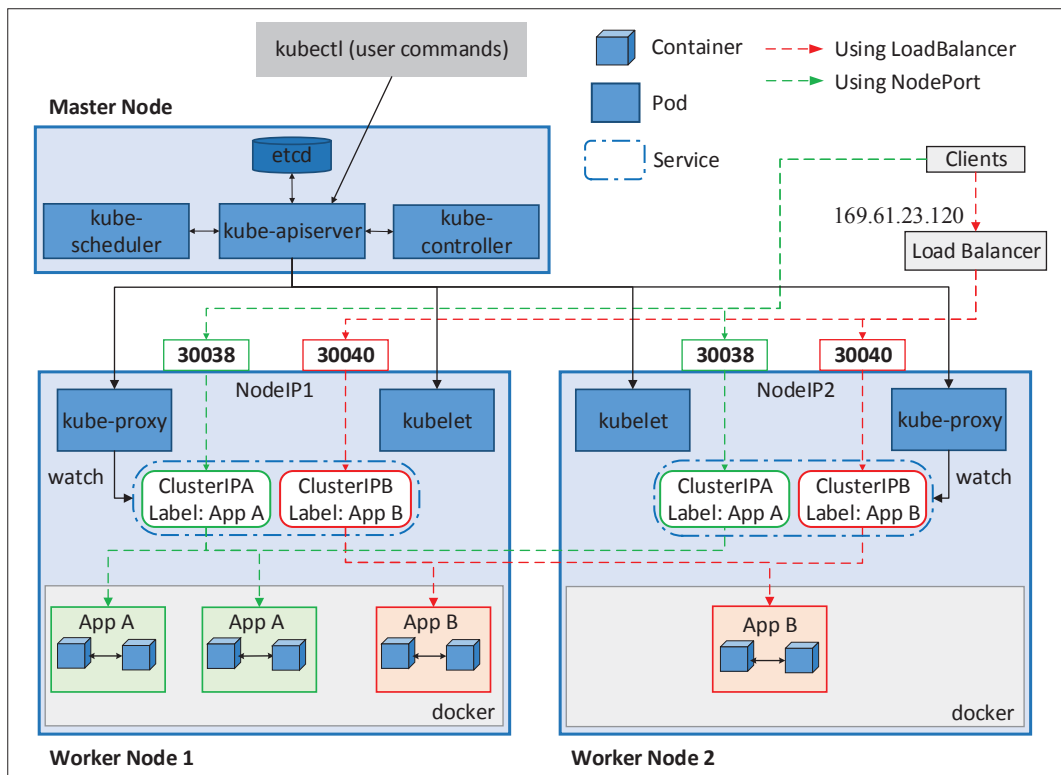 kubectl (user commands)
Container
Pod
Service
Using LoadBalancer
Using NodePort
Master Node
etcd
kube-
scheduler
kube-apiserver
kube-
controller
Clients
169.61.23.120
Load Balancer
30038
30040
30038
30040
NodeIP1
kube-proxy
kubelet
watch
ClusterIPA
Label: App A
ClusterIPB
Label: App B
App A
App A
App B
docker
Worker Node 1
NodeIP2
kubelet
kube-proxy
watch
ClusterIPA
Label: App A
ClusterIPB
Label: App B
App B
docker
Worker Node 2